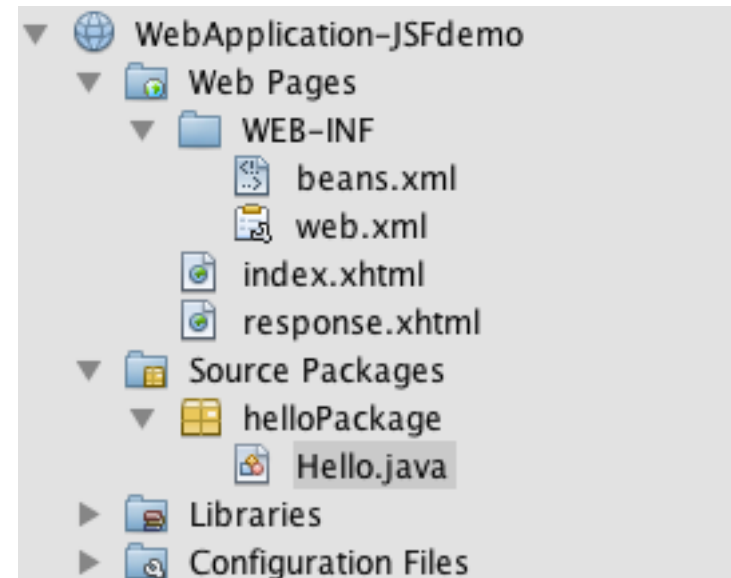 WebApplication-JSFdemo
Web Pages
WEB-INF
beans.xml
web.xml
index.xhtml
response.xhtml
Source Packages
helloPackage
Hello.java
Libraries
Configuration Files